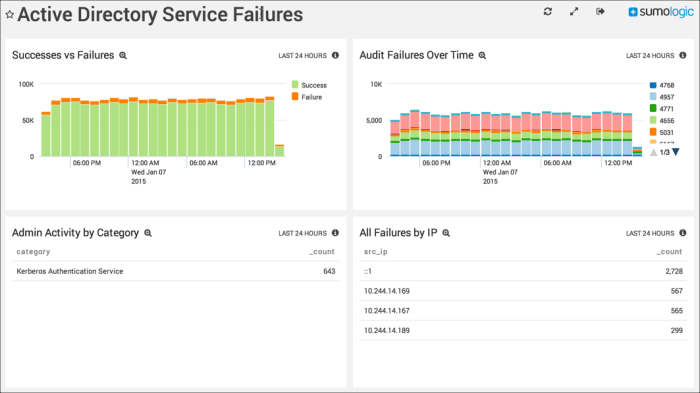 Active Directory Service Failures
sumologic
Successes vs Failures
LAST 24 HOURS
100K
50K
0
06:00 PM
12:00 AM
06:00 AM
12:00 PM
Wed Jan 07
2015
Success
Failure
Audit Failures Over Time
LAST 24 HOURS
10K
5,000
0
06:00 PM
12:00 AM
06:00 AM
12:00 PM
Wed Jan 07
2015
4768
4957
4771
4656
5031
1/3
Admin Activity by Category
LAST 24 HOURS
category _count
Kerberos Authentication Service 643
All Failures by IP
LAST 24 HOURS
src_ip _count
::1 2,728
10.244.14.169 567
10.244.14.167 565
10.244.14.189 299